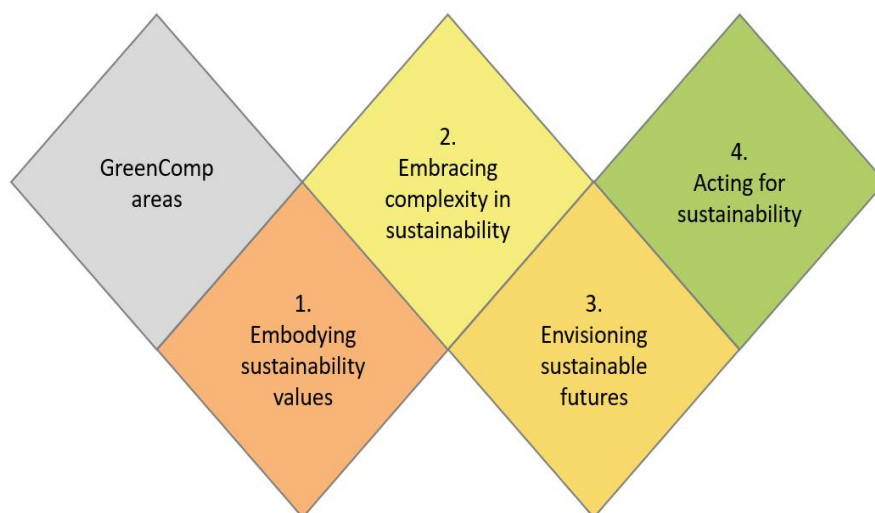 GreenComp
areas
1.
Embodying
sustainability
values
2.
Embracing
complexity in
sustainability
3.
Envisioning
sustainable
futures
4.
Acting for
sustainability